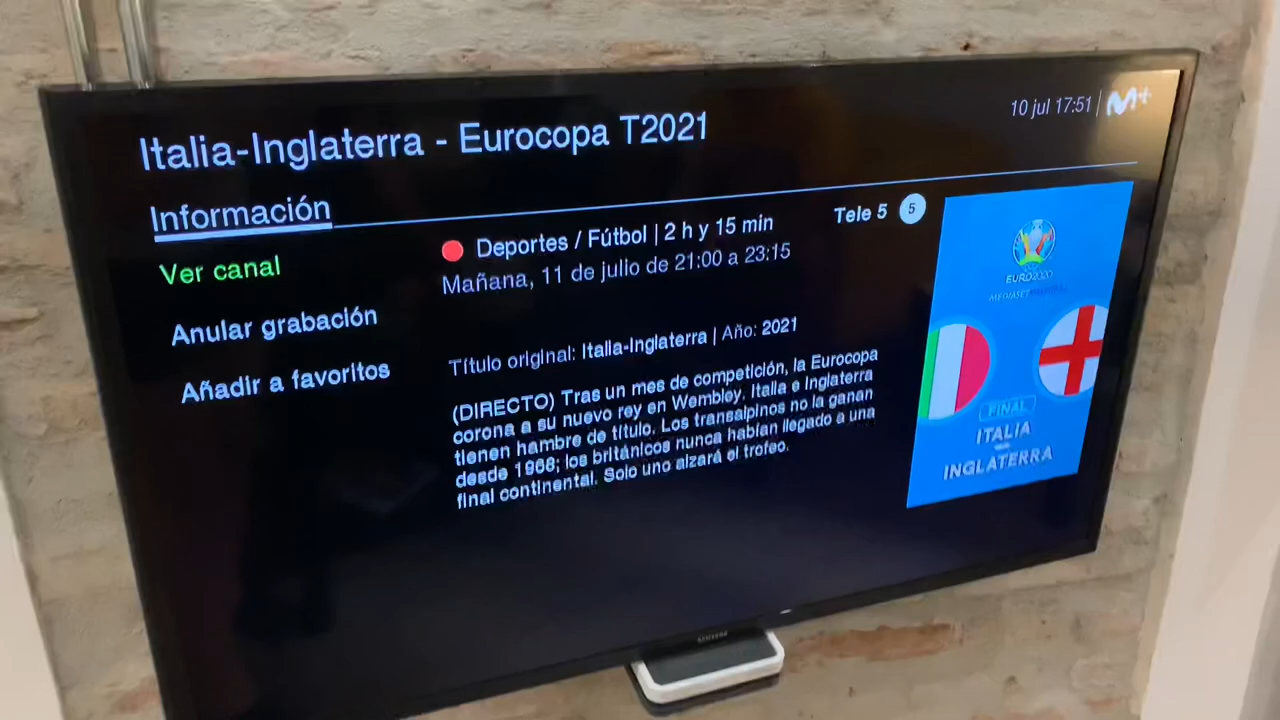 10 jul 17:51 | M+
Italia-Inglaterra - Eurocopa T2021
Información
Ver canal
Anular grabación
Añadir a favoritos
Deportes / Fútbol | 2 h y 15 min
Tele 5 5
Mañana, 11 de julio de 21:00 a 23:15
Título original: Italia-Inglaterra | Año: 2021
(DIRECTO) Tras un mes de competición, la Eurocopa
corona a su nuevo rey en Wembley. Italia e Inglaterra
tienen hambre de título. Los transalpinos no la ganan
desde 1968; los británicos nunca habían llegado a una
final continental. Solo uno alzará el trofeo.
EURO2020
FINAL
ITALIA
INGLATERRA
SAMSUNG